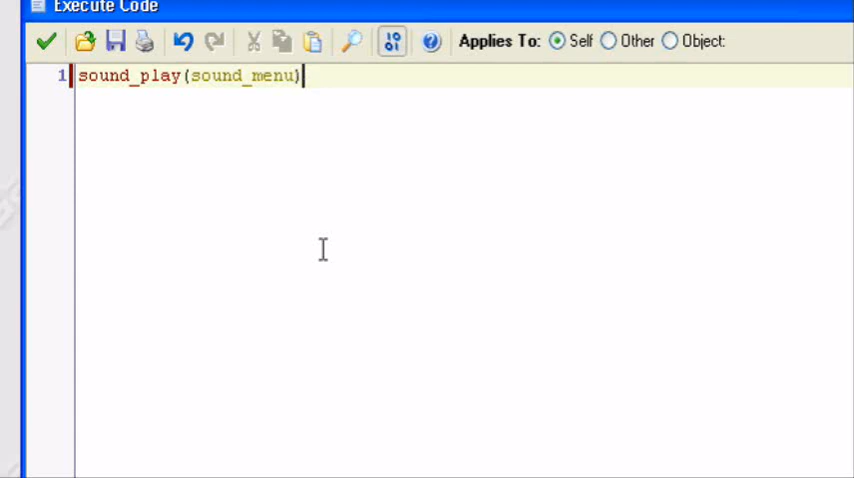 Execute Code
Applies To: Self Other Object:
1 sound_play(sound_menu)